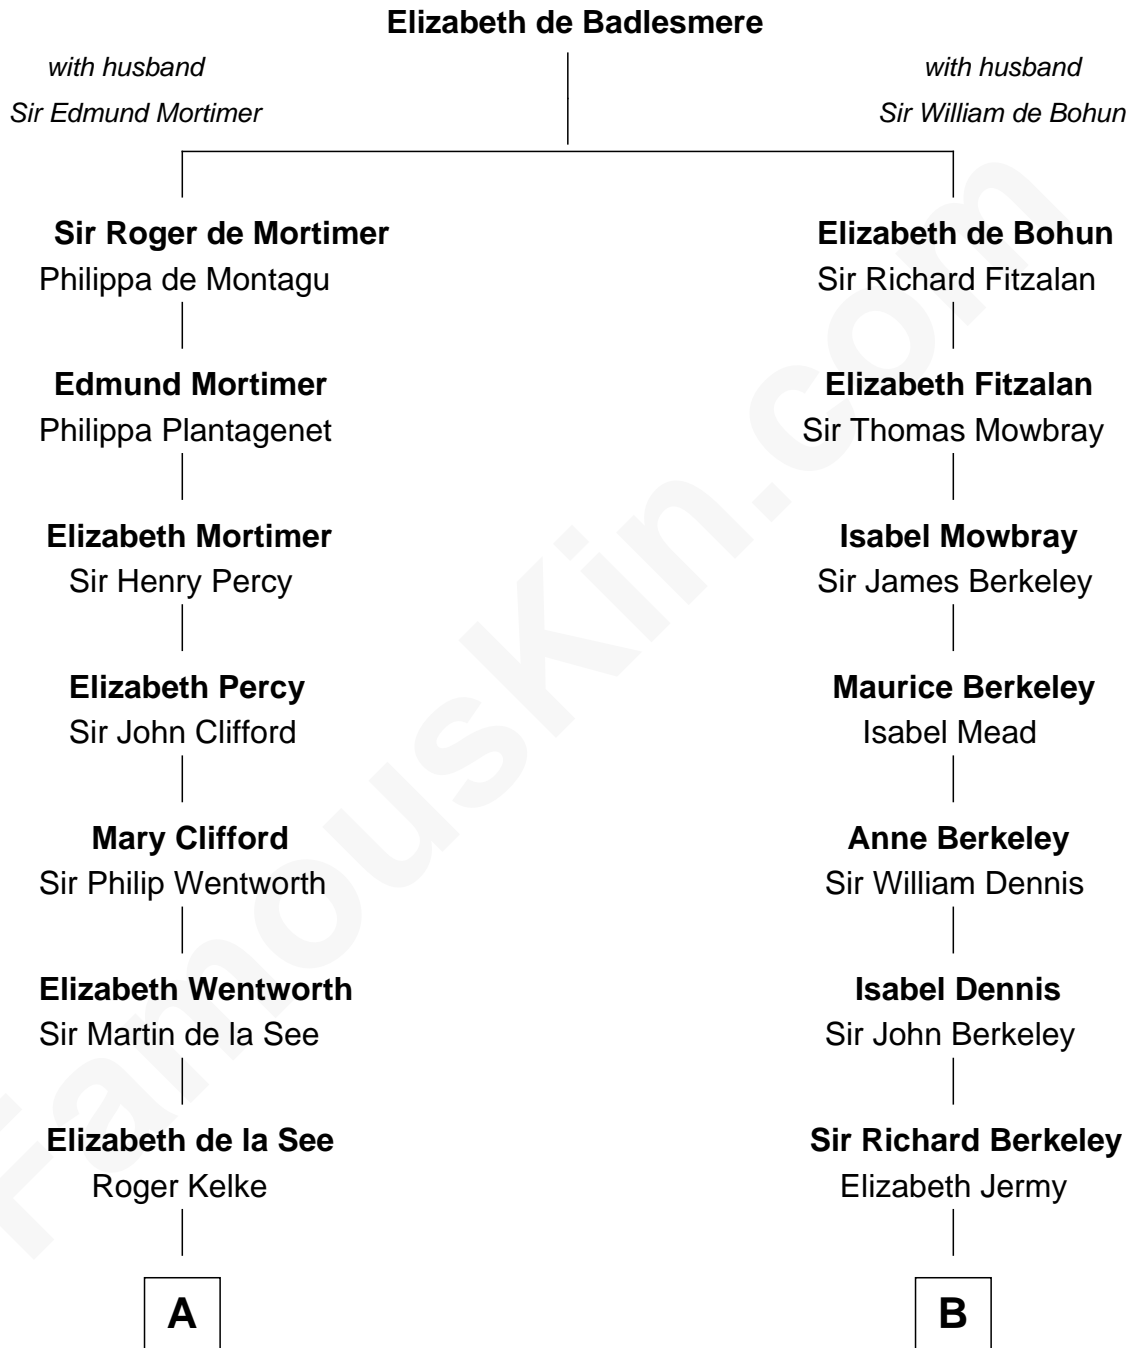 Elizabeth de Badlesmere
with husband
Sir Edmund Mortimer
with husband
Sir William de Bohun
Sir Roger de Mortimer
Philippa de Montagu
Elizabeth de Bohun
Sir Richard Fitzalan
Edmund Mortimer
Philippa Plantagenet
Elizabeth Fitzalan
Sir Thomas Mowbray
Elizabeth Mortimer
Sir Henry Percy
Isabel Mowbray
Sir James Berkeley
Elizabeth Percy
Sir John Clifford
Maurice Berkeley
Isabel Mead
Mary Clifford
Sir Philip Wentworth
Anne Berkeley
Sir William Dennis
Elizabeth Wentworth
Sir Martin de la See
Isabel Dennis
Sir John Berkeley
Elizabeth de la See
Roger Kelke
Sir Richard Berkeley
Elizabeth Jermy
A
B
FamousKin.com